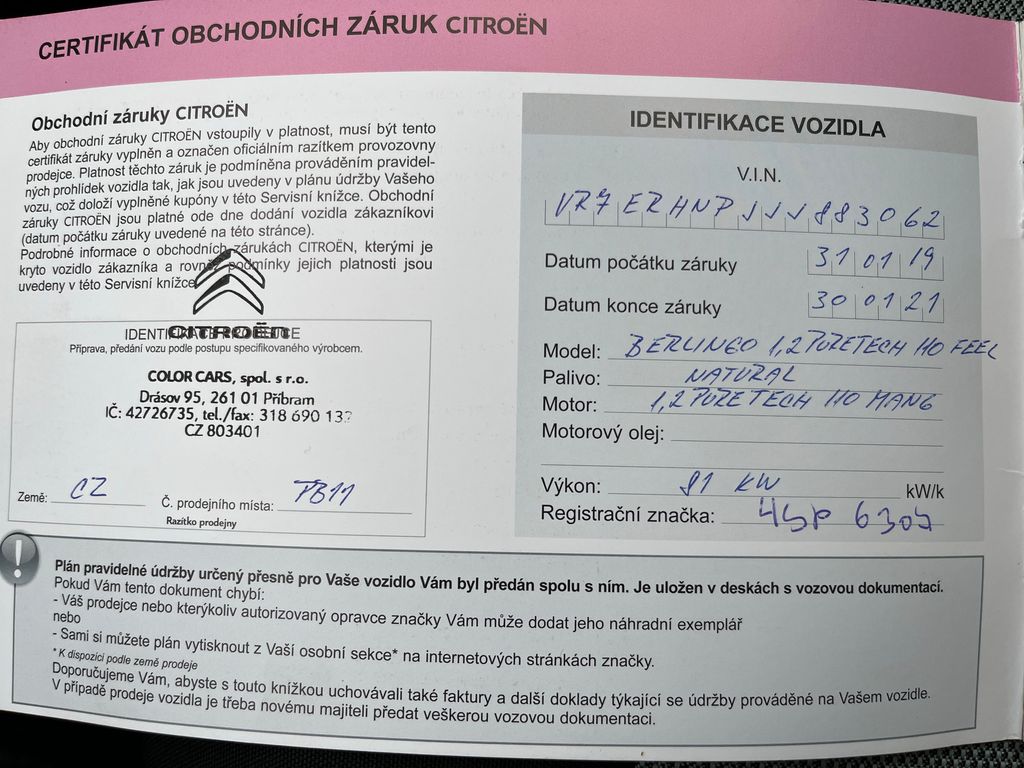 CERTIFIKÁT OBCHODNÍCH ZÁRUK CITROËN
Obchodní záruky CITROËN
Aby obchodní záruky CITROËN vstoupily v platnost, musí být tento
certifikát záruky vyplněn a označen oficiálním razítkem provozovny
prodejce. Platnost těchto záruk je podmíněna prováděním pravidel-
ných prohlídek vozidla tak, jak jsou uvedeny v plánu údržby Vašeho
vozu, což doloží vyplněné kupóny v této Servisní knížce. Obchodní
záruky CITROËN jsou platné ode dne dodání vozidla zákazníkovi
(datum počátku záruky uvedené na této stránce).
Podrobné informace o obchodních zárukách CITROËN, kterými je
kryto vozidlo zákazníka a rovněž podmínky jejich platnosti jsou
uvedeny v této Servisní knížce
CITROËN
IDENTIFIKACE PRODEJCE
Příprava, předání vozu podle postupu specifikovaného výrobcem.
COLOR CARS, spol. s r.o.
Drásov 95, 261 01 Příbram
IČ: 42726735, tel./fax: 318 690 137
CZ 803401
Země: CZ Č. prodejního místa: PB11
Razítko prodejny
IDENTIFIKACE VOZIDLA
V.I.N.
VR7ERHNPJJJ883062
Datum počátku záruky 31 01 19
Datum konce záruky 30 01 21
Model: BERLINGO 1,2 PURETECH 110 FEEL
Palivo: NATURAL
Motor: 1,2 PURETECH 110 MAN6
Motorový olej:
Výkon: 81 KW kW/k
Registrační značka: 4SP 6305
Plán pravidelné údržby určený přesně pro Vaše vozidlo Vám byl předán spolu s ním. Je uložen v deskách s vozovou dokumentací.
Pokud Vám tento dokument chybí:
- Váš prodejce nebo kterýkoliv autorizovaný opravce značky Vám může dodat jeho náhradní exemplář
nebo
- Sami si můžete plán vytisknout z Vaší osobní sekce* na internetových stránkách značky.
* K dispozici podle země prodeje
Doporučujeme Vám, abyste s touto knížkou uchovávali také faktury a další doklady týkající se údržby prováděné na Vašem vozidle.
V případě prodeje vozidla je třeba novému majiteli předat veškerou vozovou dokumentaci.